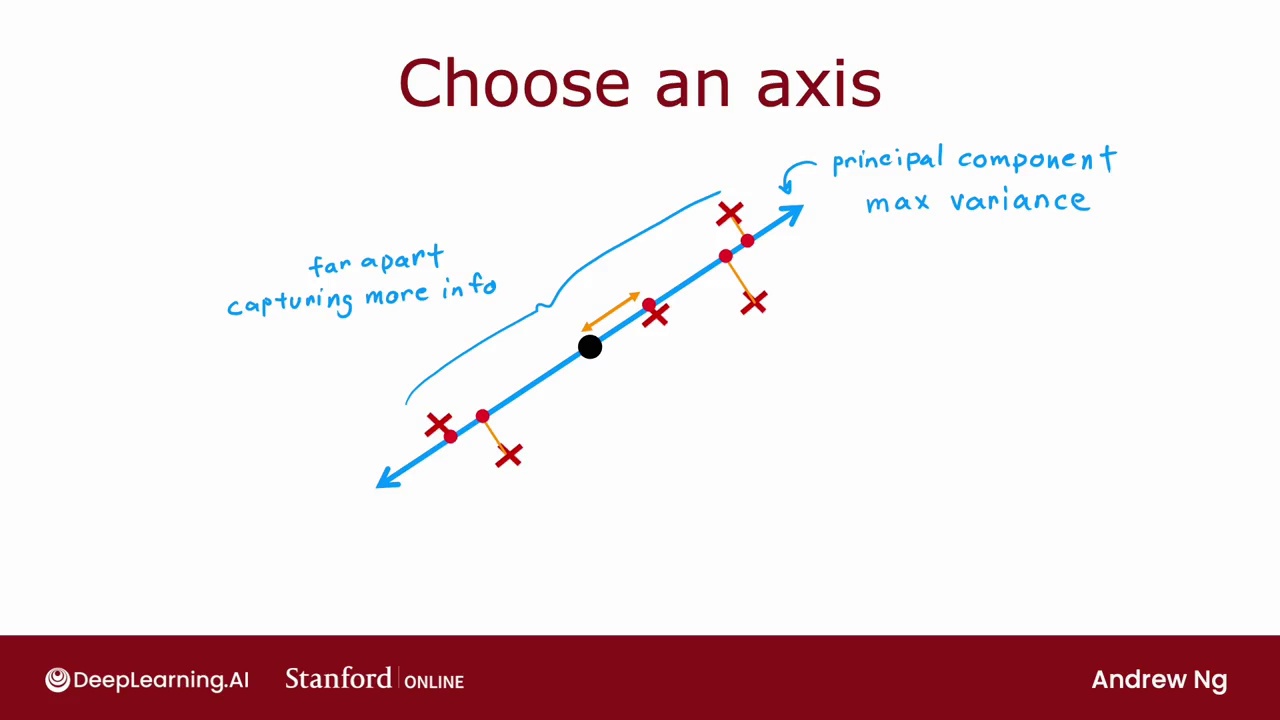 Choose an axis
principal component
max variance
far apart
capturing more info
DeepLearning.AI
Stanford | ONLINE
Andrew Ng